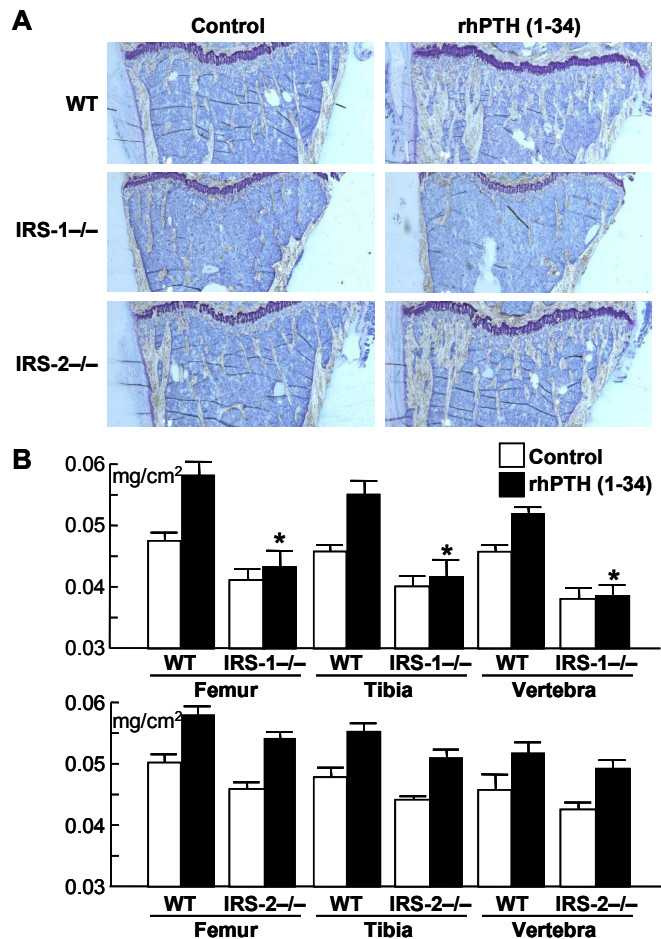 A
Control rhPTH (1-34)
WT
IRS-1–/–
IRS-2–/–
B
Control
rhPTH (1-34)
0.06
mg/cm2
0.05
0.04
0.03
* * *
WT IRS-1–/– WT IRS-1–/– WT IRS-1–/–
Femur Tibia Vertebra
0.06
mg/cm2
0.05
0.04
0.03
WT IRS-2–/– WT IRS-2–/– WT IRS-2–/–
Femur Tibia Vertebra